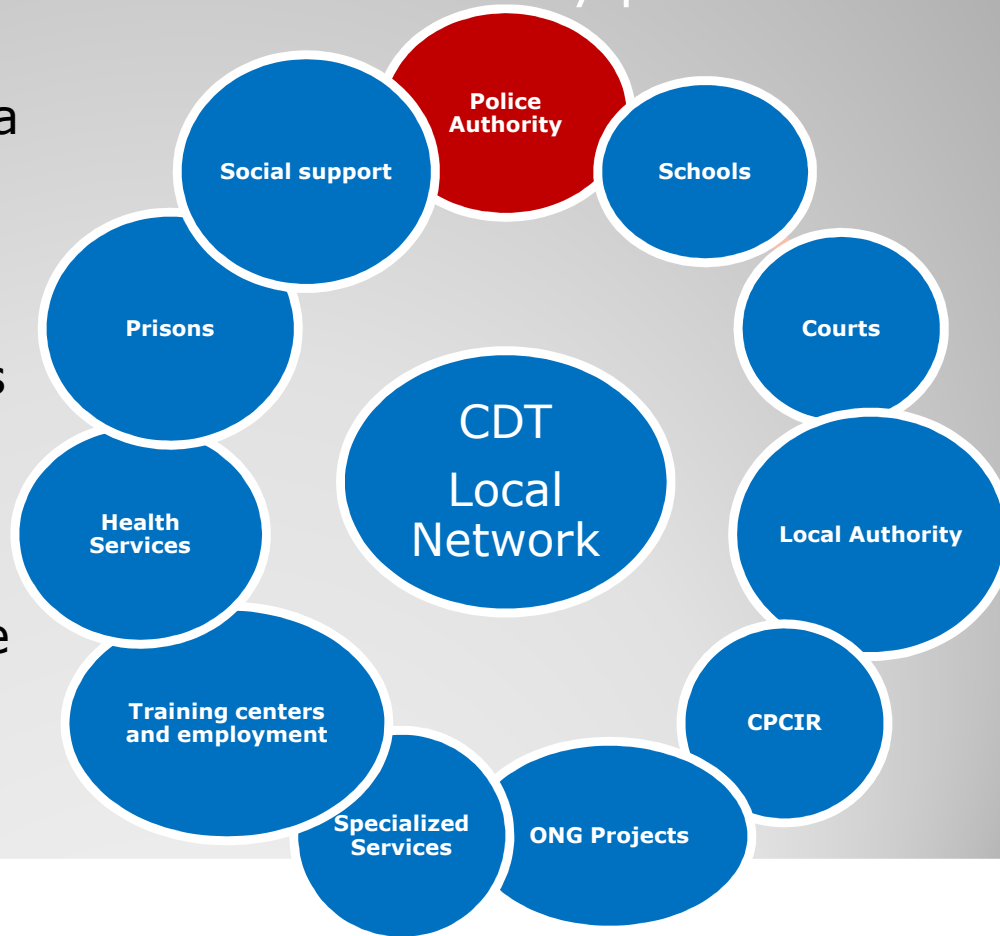 Police
Authority
Social support
Schools
Prisons
Courts
CDT
Local
Network
Health
Services
Local Authority
Training centers
and employment
CPCIR
Specialized
Services
ONG Projects